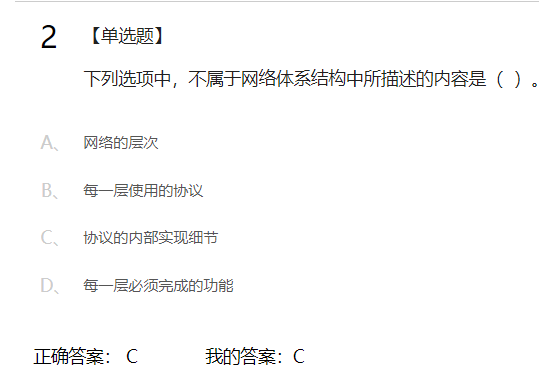 2 【单选题】
下列选项中，不属于网络体系结构中所描述的内容是（ ）。
A、 网络的层次
B、 每一层使用的协议
C、 协议的内部实现细节
D、 每一层必须完成的功能
正确答案： C 我的答案：C